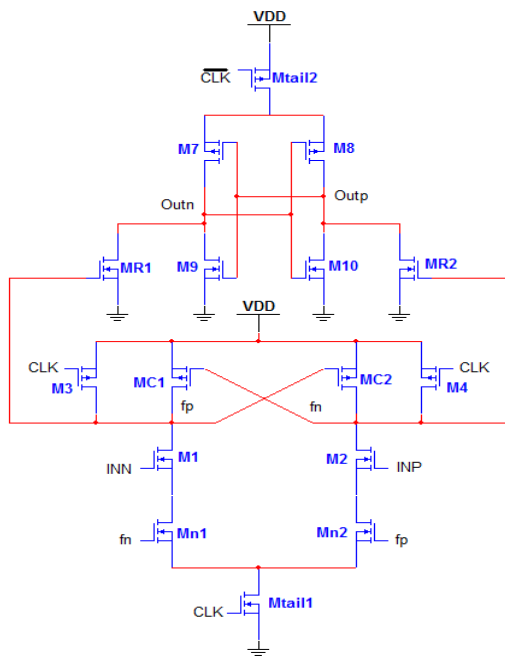 VDD
CLK
Mtail2
M7
M8
Outn
Outp
MR1
M9
M10
MR2
VDD
CLK
M3
MC1
MC2
CLK
M4
fp
fn
INN
M1
M2
INP
fn
Mn1
Mn2
fp
CLK
Mtail1